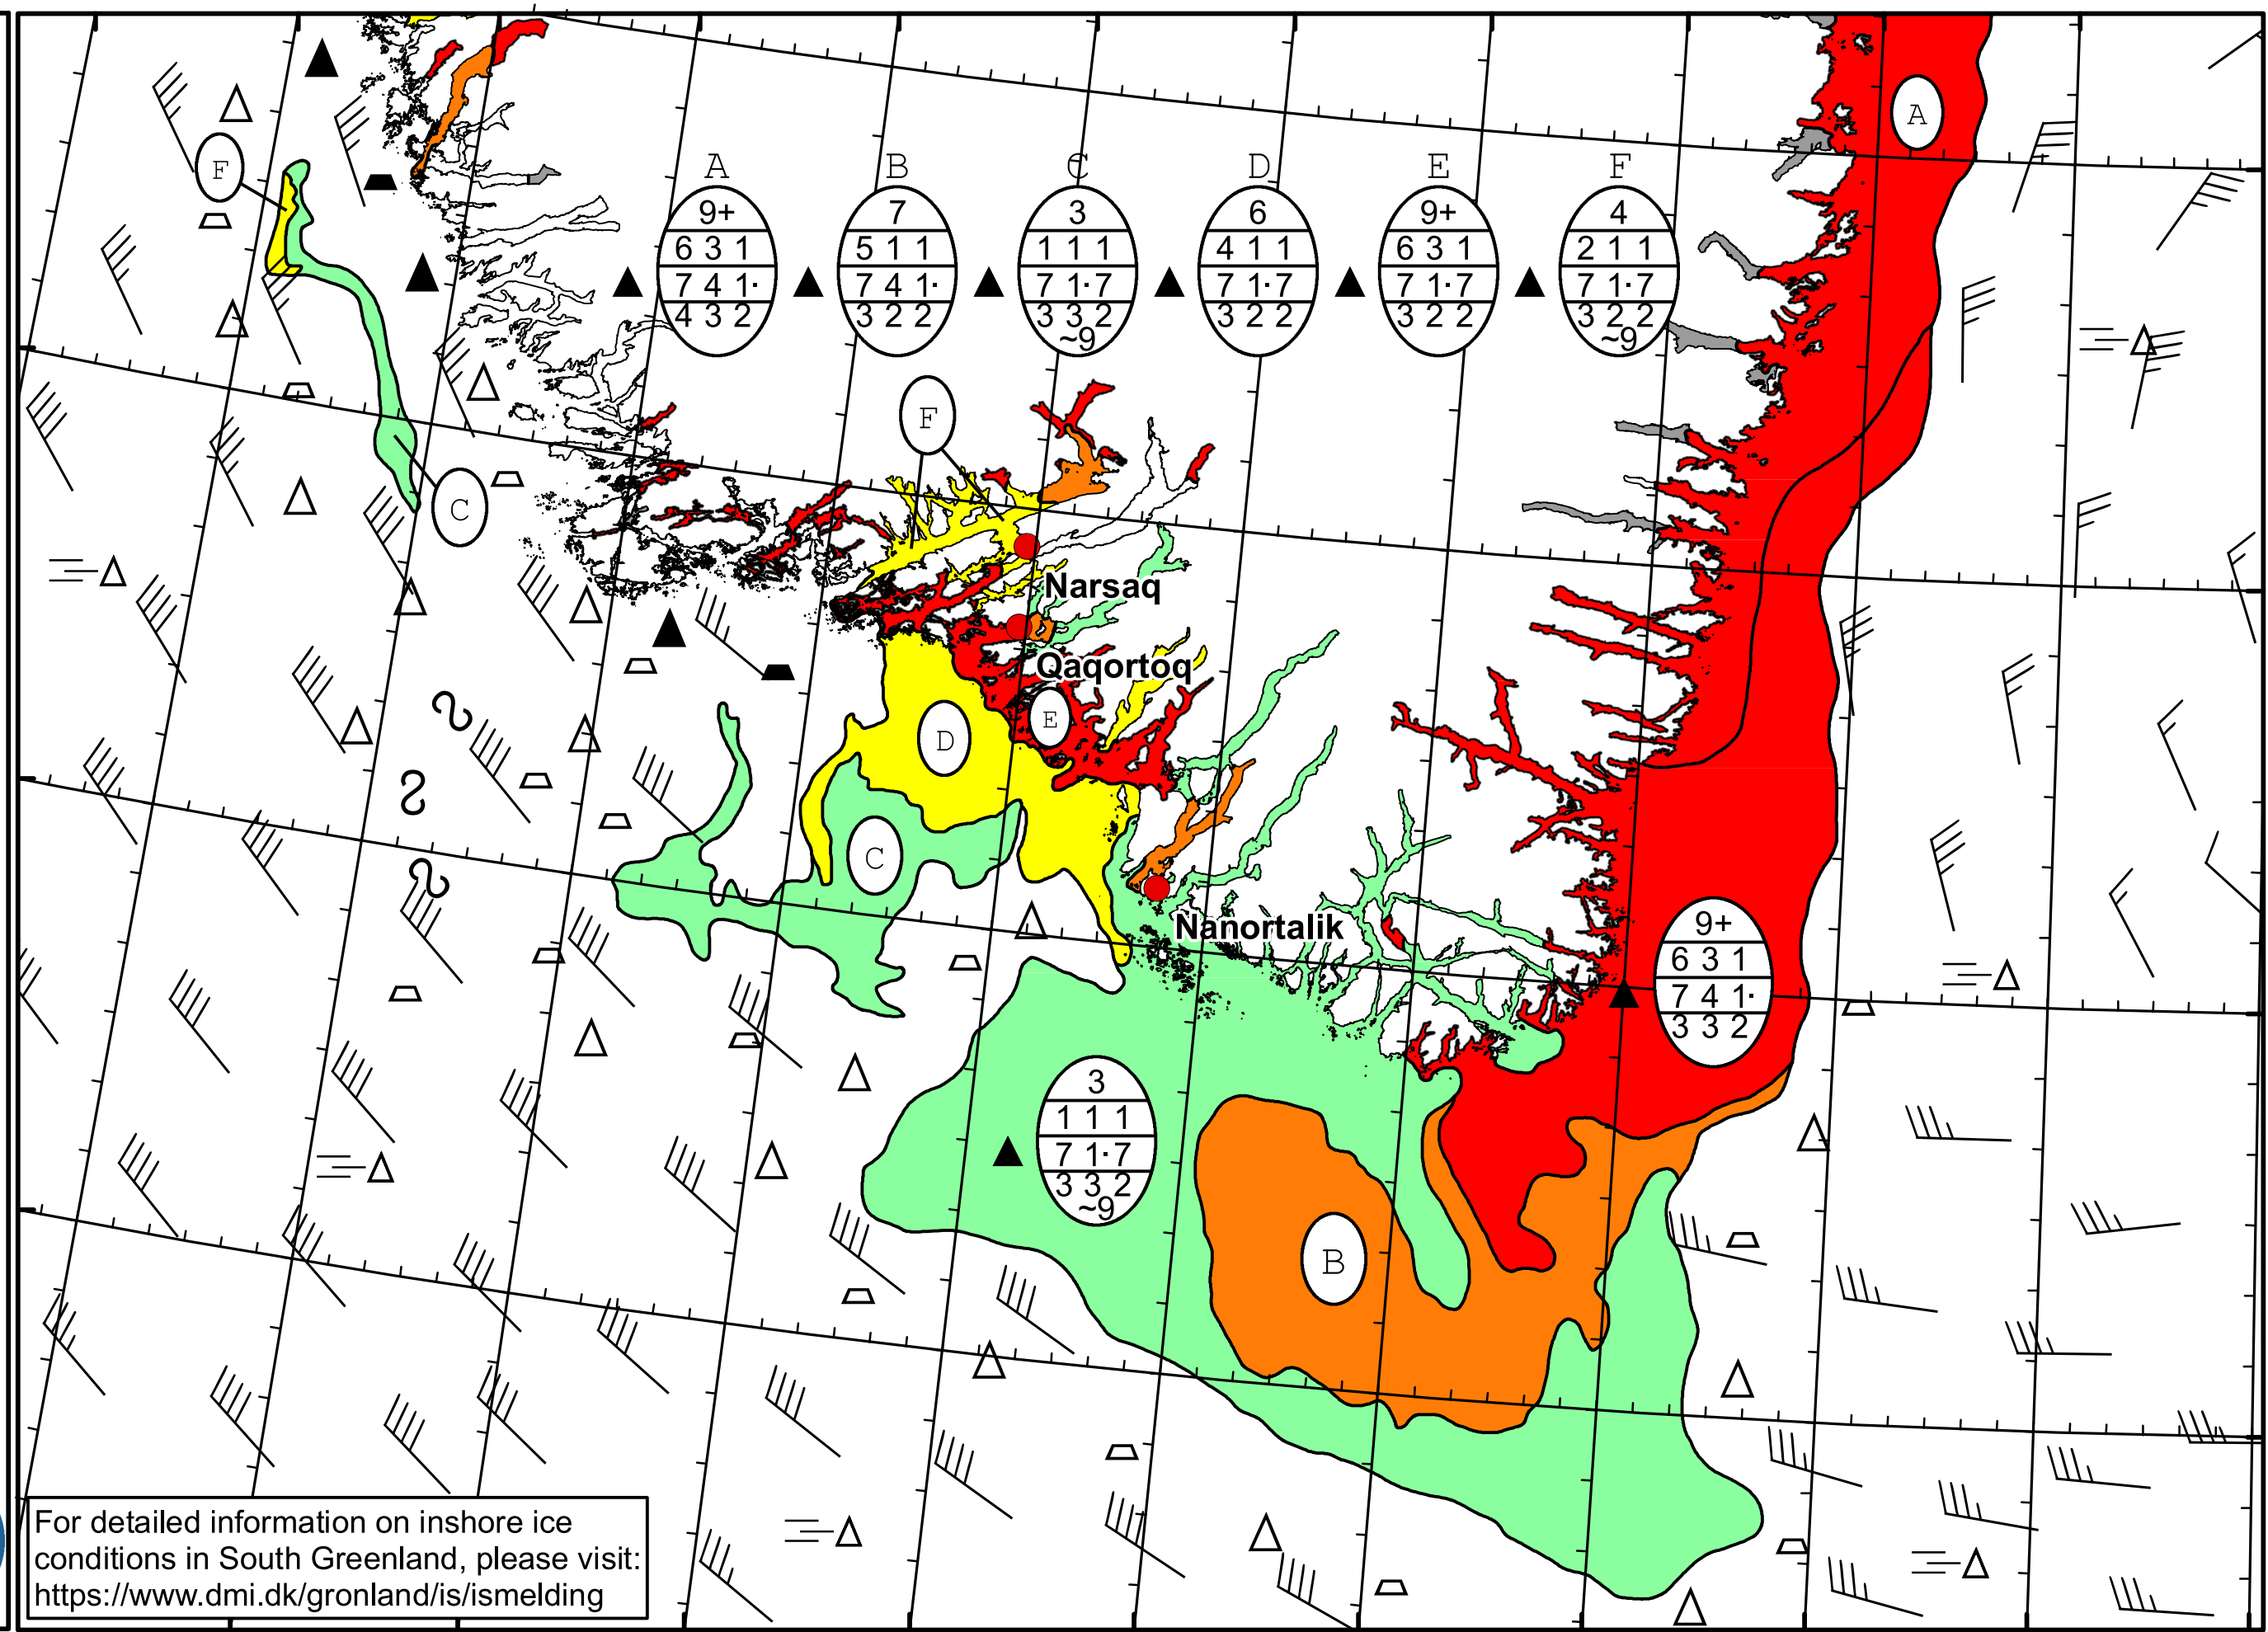 A
F
A B C D E F
9+ 7 3 6 9+ 4
6 3 1 5 1 1 1 1 1 4 1 1 6 3 1 2 1 1
7 4 1· 7 4 1· 7 1·7 7 1·7 7 1·7 7 1·7
4 3 2 3 2 2 3 3 2 3 2 2 3 2 2 3 2 2
~9 ~9
F
C
Narsaq
Qaqortoq
E
D
C
Nanortalik
9+
6 3 1
7 4 1·
3 3 2
3
1 1 1
7 1·7
3 3 2
~9
B
For detailed information on inshore ice
conditions in South Greenland, please visit:
https://www.dmi.dk/gronland/is/ismelding